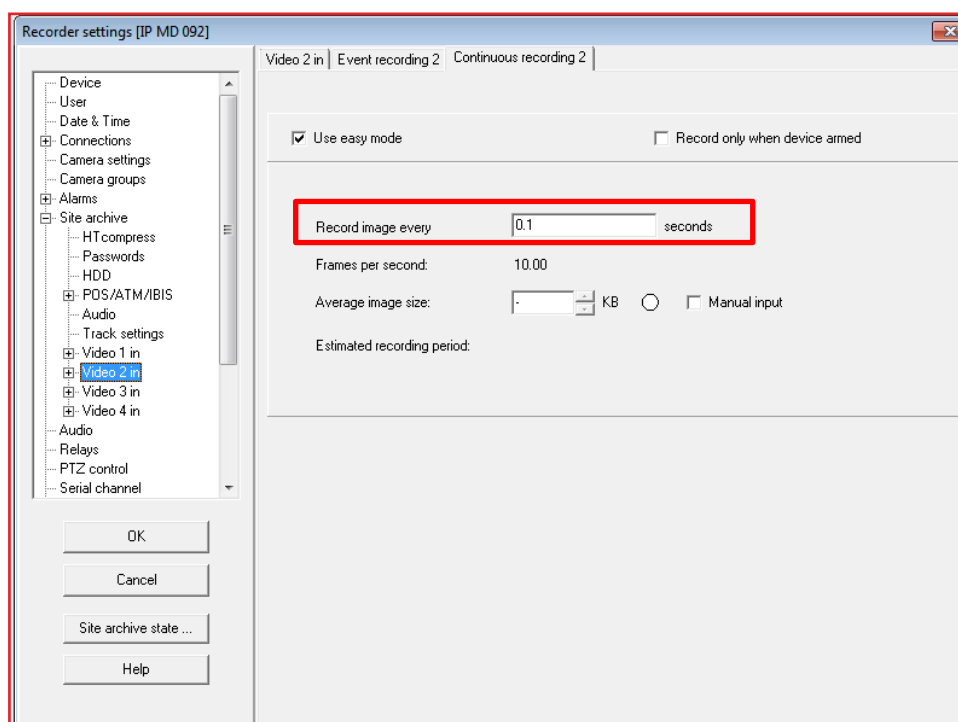 Recorder settings [IP MD 092]
Device
User
Date & Time
Connections
Camera settings
Camera groups
Alarms
Site archive
HTcompress
Passwords
HDD
POS/ATM/IBIS
Audio
Track settings
Video 1 in
Video 2 in
Video 3 in
Video 4 in
Audio
Relays
PTZ control
Serial channel
OK
Cancel
Site archive state ...
Help
Video 2 in Event recording 2 Continuous recording 2
Use easy mode Record only when device armed
Record image every 0.1 seconds
Frames per second: 10.00
Average image size: - KB Manual input
Estimated recording period: